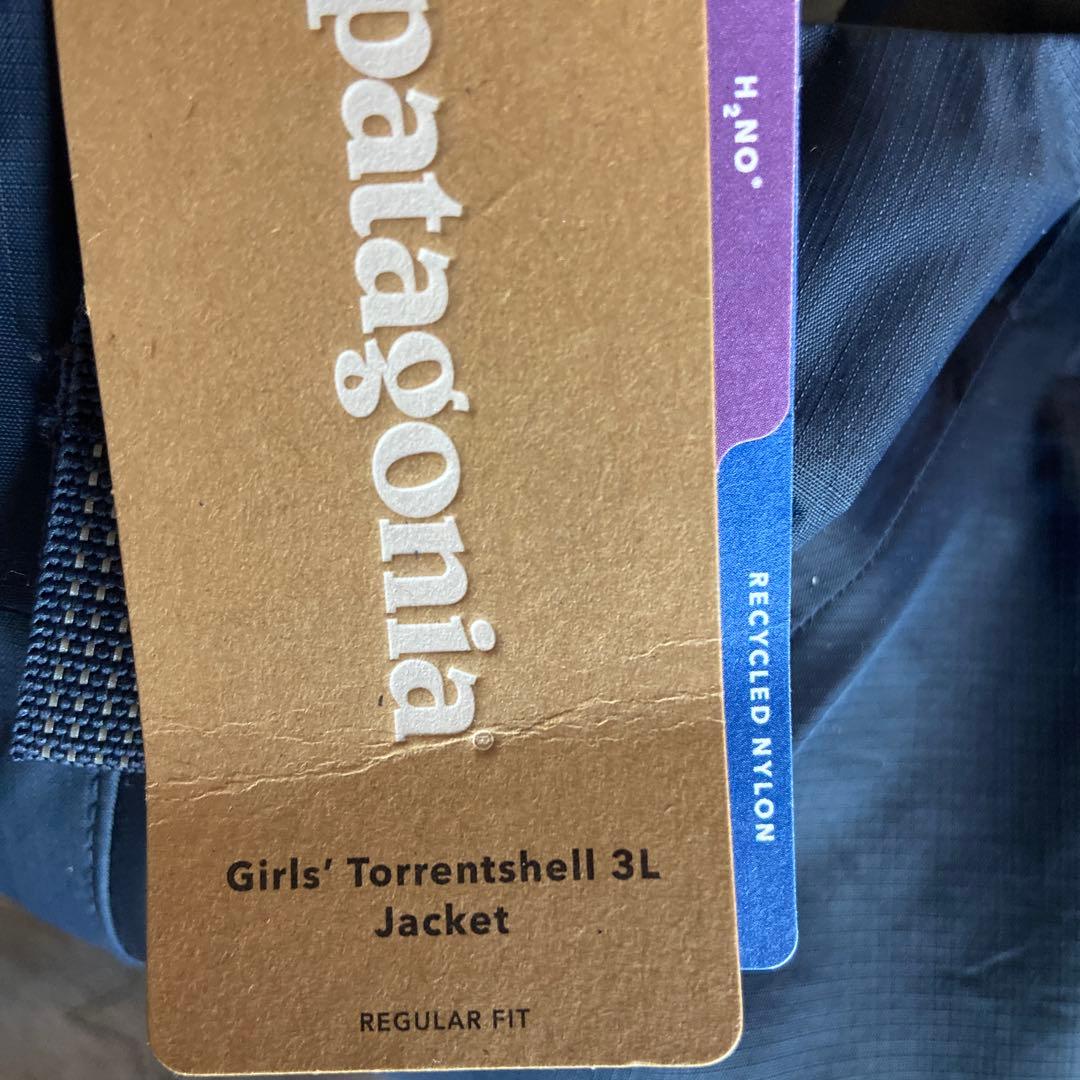 patagonia®
Girls' Torrentshell 3L
Jacket
REGULAR FIT
H₂NO®
RECYCLED NYLON